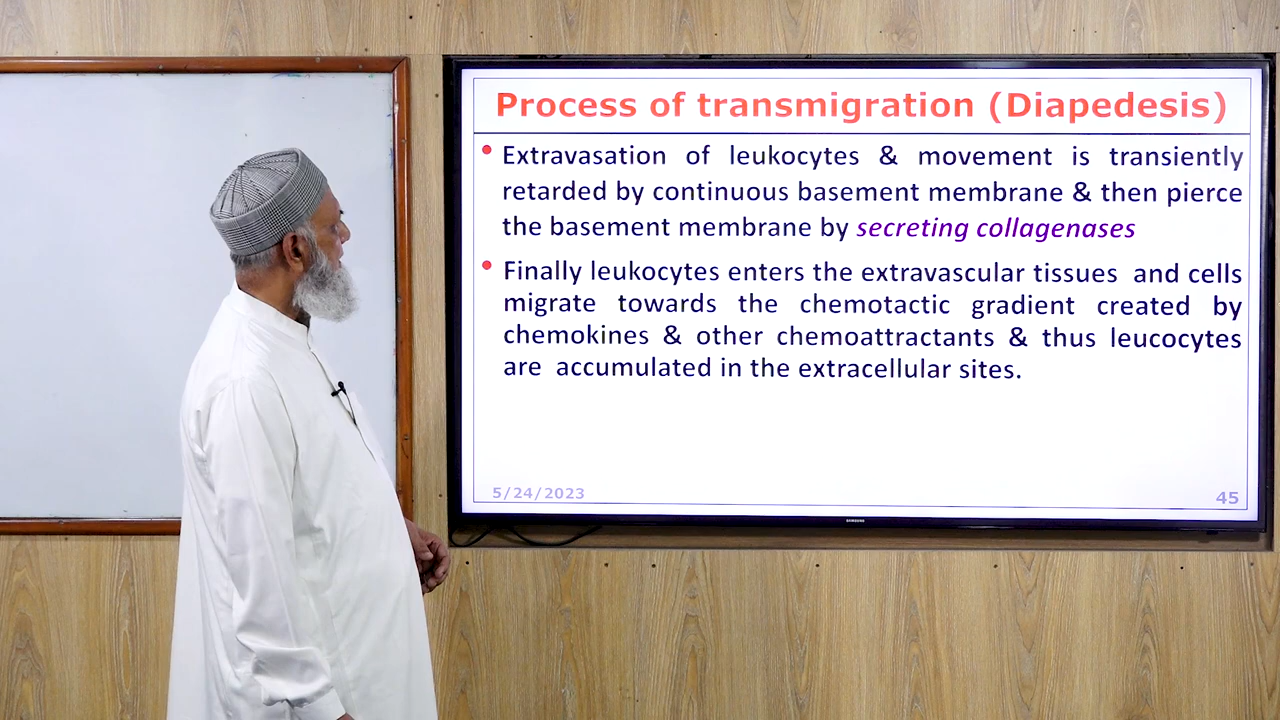 Process of transmigration (Diapedesis)
• Extravasation of leukocytes & movement is transiently
retarded by continuous basement membrane & then pierce
the basement membrane by secreting collagenases
• Finally leukocytes enters the extravascular tissues and cells
migrate towards the chemotactic gradient created by
chemokines & other chemoattractants & thus leucocytes
are accumulated in the extracellular sites.
5/24/2023
45
SAMSUNG